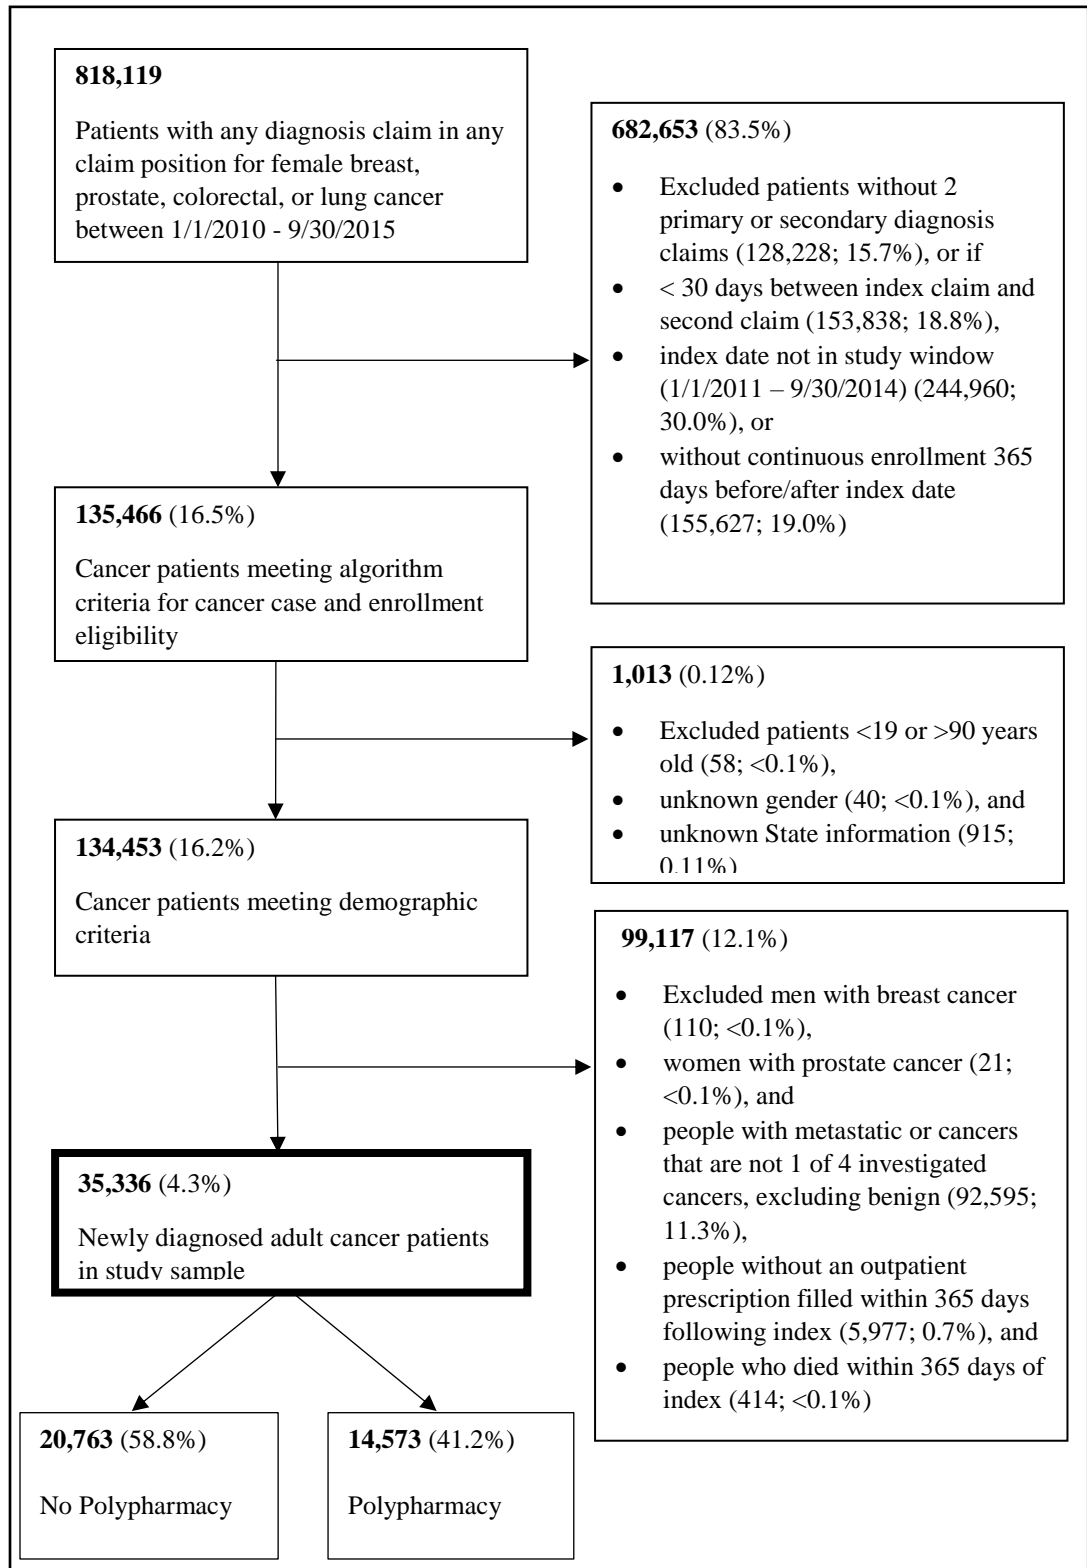 818,119
Patients with any diagnosis claim in any
claim position for female breast,
prostate, colorectal, or lung cancer
between 1/1/2010 - 9/30/2015
682,653 (83.5%)
• Excluded patients without 2
primary or secondary diagnosis
claims (128,228; 15.7%), or if
• < 30 days between index claim and
second claim (153,838; 18.8%),
• index date not in study window
(1/1/2011 – 9/30/2014) (244,960;
30.0%), or
• without continuous enrollment 365
days before/after index date
(155,627; 19.0%)
135,466 (16.5%)
Cancer patients meeting algorithm
criteria for cancer case and enrollment
eligibility
1,013 (0.12%)
• Excluded patients <19 or >90 years
old (58; <0.1%),
• unknown gender (40; <0.1%), and
• unknown State information (915;
0.11%)
134,453 (16.2%)
Cancer patients meeting demographic
criteria
99,117 (12.1%)
• Excluded men with breast cancer
(110; <0.1%),
• women with prostate cancer (21;
<0.1%), and
• people with metastatic or cancers
that are not 1 of 4 investigated
cancers, excluding benign (92,595;
11.3%),
• people without an outpatient
prescription filled within 365 days
following index (5,977; 0.7%), and
• people who died within 365 days of
index (414; <0.1%)
35,336 (4.3%)
Newly diagnosed adult cancer patients
in study sample
20,763 (58.8%)
No Polypharmacy
14,573 (41.2%)
Polypharmacy